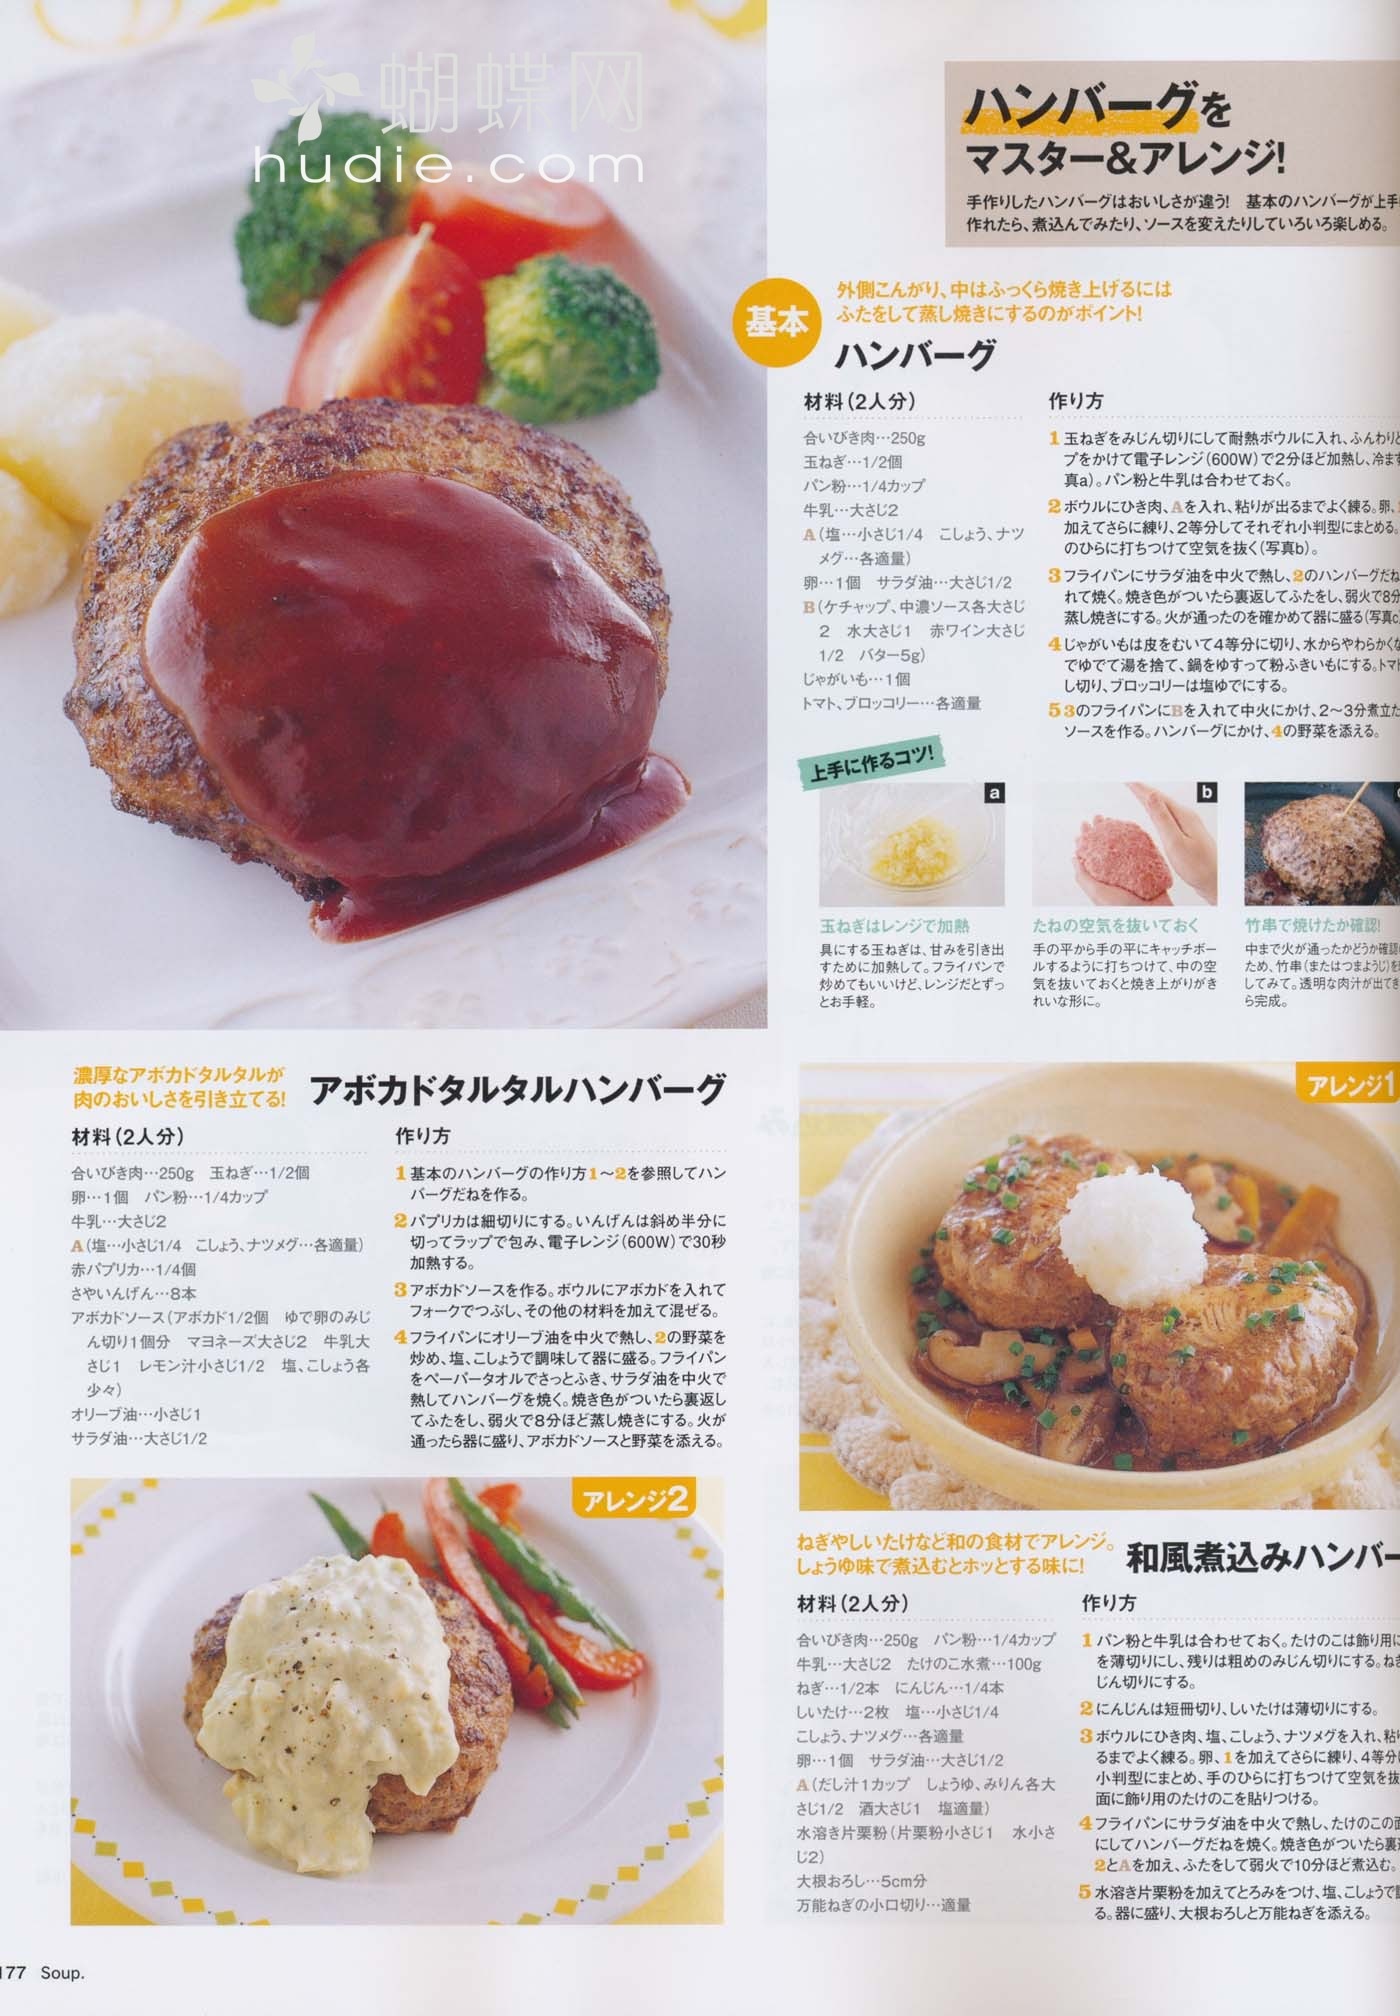 蝴蝶网
hudie.com
ハンバーグを
マスター&アレンジ!
手作りしたハンバーグはおいしさが違う! 基本のハンバーグが上手に
作れたら、煮込んでみたり、ソースを変えたりしていろいろ楽しめる。
基本
外側こんがり、中はふっくら焼き上げるには
ふたをして蒸し焼きにするのがポイント!
ハンバーグ
材料(2人分)
合いびき肉…250g
玉ねぎ…1/2個
パン粉…1/4カップ
牛乳…大さじ2
A(塩…小さじ1/4 こしょう、ナツ
メグ…各適量)
卵…1個 サラダ油…大さじ1/2
B(ケチャップ、中濃ソース各大さじ
2 水大さじ1 赤ワイン大さじ
1/2 バター5g)
じゃがいも…1個
トマト、ブロッコリー…各適量
作り方
1 玉ねぎをみじん切りにして耐熱ボウルに入れ、ふんわりと
プをかけて電子レンジ(600W)で2分ほど加熱し、冷ます
真a)。パン粉と牛乳は合わせておく。
2 ボウルにひき肉、Aを入れ、粘りが出るまでよく練る。卵、
加えてさらに練り、2等分してそれぞれ小判型にまとめる。
のひらに打ちつけて空気を抜く(写真b)。
3 フライパンにサラダ油を中火で熱し、2のハンバーグだね
れて焼く。焼き色がついたら裏返してふたをし、弱火で8分
蒸し焼きにする。火が通ったのを確かめて器に盛る(写真c
4 じゃがいもは皮をむいて4等分に切り、水からやわらかくな
でゆでて湯を捨て、鍋をゆすって粉ふきいもにする。トマト
し切り、ブロッコリーは塩ゆでにする。
5 3のフライパンにBを入れて中火にかけ、2〜3分煮立た
ソースを作る。ハンバーグにかけ、4の野菜を添える。
上手に作るコツ!
a
玉ねぎはレンジで加熱
具にする玉ねぎは、甘みを引き出
すために加熱して。フライパンで
炒めてもいいけど、レンジだとずっ
とお手軽。
b
たねの空気を抜いておく
手の平から手の平にキャッチボー
ルするように打ちつけて、中の空
気を抜いておくと焼き上がりがき
れいな形に。
竹串で焼けたか確認!
中まで火が通ったかどうか確認
ため、竹串(またはつまようじ)を
してみて。透明な肉汁が出てき
ら完成。
濃厚なアボカドタルタルが
肉のおいしさを引き立てる!
アボカドタルタルハンバーグ
材料(2人分)
合いびき肉…250g 玉ねぎ…1/2個
卵…1個 パン粉…1/4カップ
牛乳…大さじ2
A(塩…小さじ1/4 こしょう、ナツメグ…各適量)
赤パプリカ…1/4個
さやいんげん…8本
アボカドソース(アボカド1/2個 ゆで卵のみじ
ん切り1個分 マヨネーズ大さじ2 牛乳大
さじ1 レモン汁小さじ1/2 塩、こしょう各
少々)
オリーブ油…小さじ1
サラダ油…大さじ1/2
作り方
1 基本のハンバーグの作り方1〜2を参照してハン
バーグだねを作る。
2 パプリカは細切りにする。いんげんは斜め半分に
切ってラップで包み、電子レンジ(600W)で30秒
加熱する。
3 アボカドソースを作る。ボウルにアボカドを入れて
フォークでつぶし、その他の材料を加えて混ぜる。
4 フライパンにオリーブ油を中火で熱し、2の野菜を
炒め、塩、こしょうで調味して器に盛る。フライパン
をペーパータオルでさっとふき、サラダ油を中火で
熱してハンバーグを焼く。焼き色がついたら裏返し
てふたをし、弱火で8分ほど蒸し焼きにする。火が
通ったら器に盛り、アボカドソースと野菜を添える。
アレンジ2
アレンジ1
ねぎやしいたけなど和の食材でアレンジ。
しょうゆ味で煮込むとホッとする味に!
和風煮込みハンバー
材料(2人分)
合いびき肉…250g パン粉…1/4カップ
牛乳…大さじ2 たけのこ水煮…100g
ねぎ…1/2本 にんじん…1/4本
しいたけ…2枚 塩…小さじ1/4
こしょう、ナツメグ…各適量
卵…1個 サラダ油…大さじ1/2
A(だし汁1カップ しょうゆ、みりん各大
さじ1/2 酒大さじ1 塩適量)
水溶き片栗粉(片栗粉小さじ1 水小さ
じ2)
大根おろし…5cm分
万能ねぎの小口切り…適量
作り方
1 パン粉と牛乳は合わせておく。たけのこは飾り用に
を薄切りにし、残りは粗めのみじん切りにする。ねぎ
じん切りにする。
2 にんじんは短冊切り、しいたけは薄切りにする。
3 ボウルにひき肉、塩、こしょう、ナツメグを入れ、粘り
るまでよく練る。卵、1を加えてさらに練り、4等分
小判型にまとめ、手のひらに打ちつけて空気を抜
面に飾り用のたけのこを貼りつける。
4 フライパンにサラダ油を中火で熱し、たけのこの面
にしてハンバーグだねを焼く。焼き色がついたら裏返
2とAを加え、ふたをして弱火で10分ほど煮込む。
5 水溶き片栗粉を加えてとろみをつけ、塩、こしょうで調
る。器に盛り、大根おろしと万能ねぎを添える。
177 Soup.